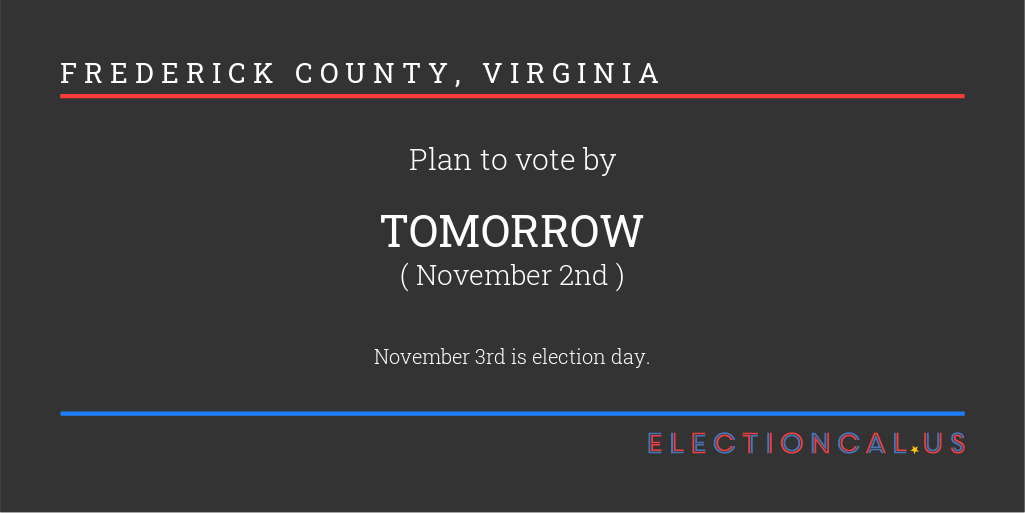 FREDERICK COUNTY, VIRGINIA
Plan to vote by
TOMORROW
( November 2nd )
November 3rd is election day.
ELECTIONCAL.US